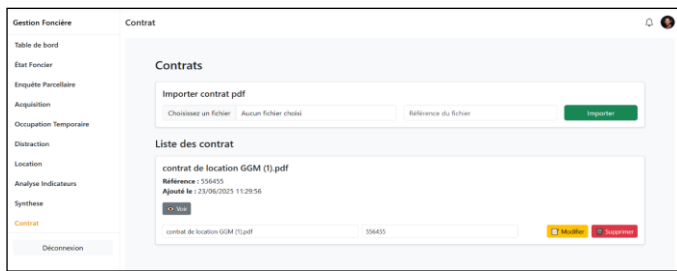 Gestion Foncière
Contrat
Table de bord
État Foncier
Enquête Parcellaire
Acquisition
Occupation Temporaire
Distraction
Location
Analyse Indicateurs
Synthese
Contrat
Déconnexion
Contrats
Importer contrat pdf
Choisissez un fichier Aucun fichier choisi
Référence du fichier
Importer
Liste des contrat
contrat de location GGM (1).pdf
Référence : 556455
Ajouté le : 23/06/2025 11:29:56
Voir
contrat de location GGM (1).pdf
556455
Modifier
Supprimer